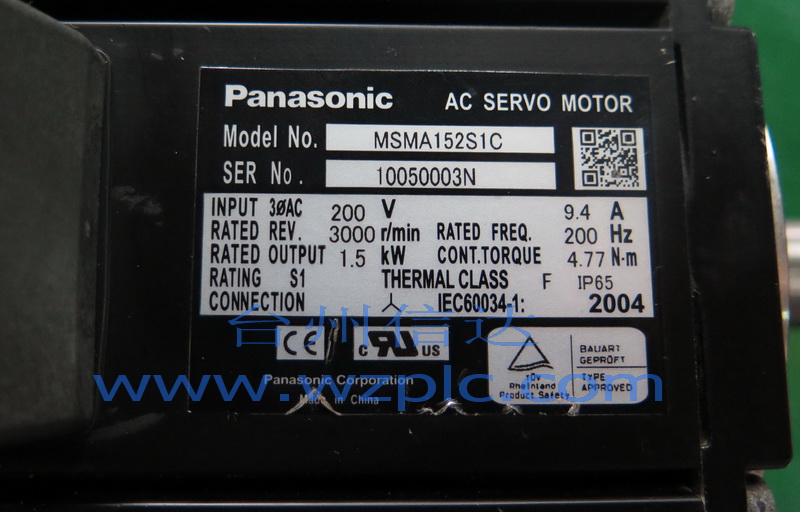 Panasonic AC SERVO MOTOR
Model No. MSMA152S1C
SER No. 10050003N
INPUT 3øAC 200 V 9.4 A
RATED REV. 3000 r/min RATED FREQ. 200 Hz
RATED OUTPUT 1.5 kW CONT.TORQUE 4.77 N·m
RATING S1 THERMAL CLASS F IP65
CONNECTION IEC60034-1: 2004
台州信达
CE c RU US
BAUART
GEPRÜFT
TÜV
Rheinland
Product Safety
TYPE
APPROVED
Panasonic Corporation
www.wzplc.com
Made in China